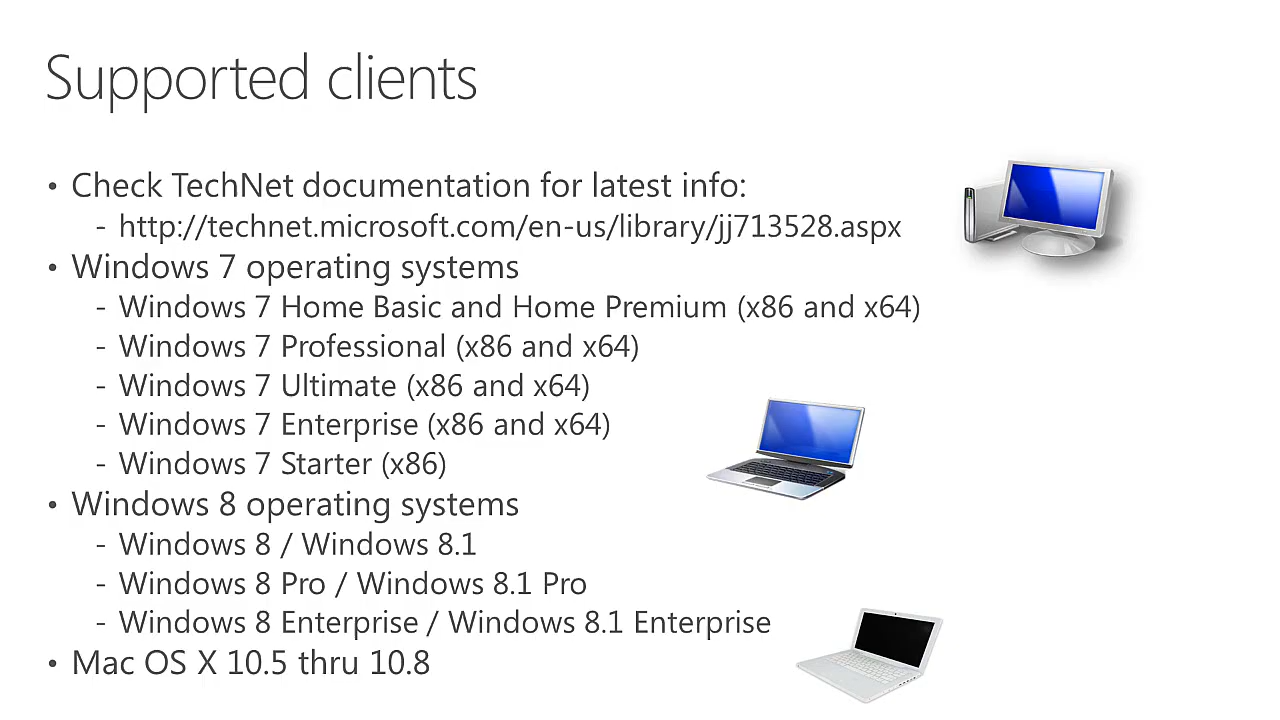 Supported clients
• Check TechNet documentation for latest info:
- http://technet.microsoft.com/en-us/library/jj713528.aspx
• Windows 7 operating systems
- Windows 7 Home Basic and Home Premium (x86 and x64)
- Windows 7 Professional (x86 and x64)
- Windows 7 Ultimate (x86 and x64)
- Windows 7 Enterprise (x86 and x64)
- Windows 7 Starter (x86)
• Windows 8 operating systems
- Windows 8 / Windows 8.1
- Windows 8 Pro / Windows 8.1 Pro
- Windows 8 Enterprise / Windows 8.1 Enterprise
• Mac OS X 10.5 thru 10.8